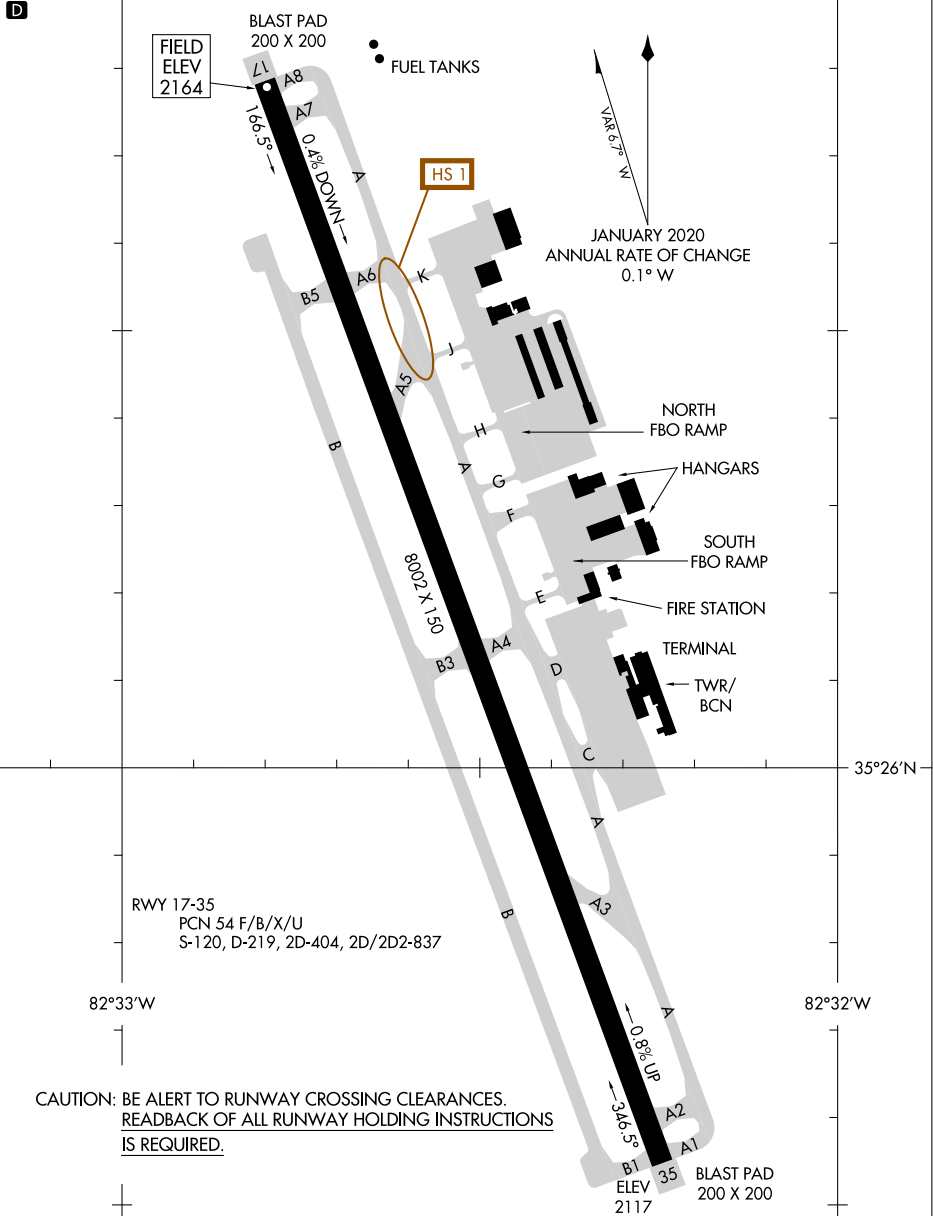 D
BLAST PAD
200 X 200
FIELD
ELEV
2164
17
A8
FUEL TANKS
A7
166.5°
0.4% DOWN
A
VAR 6.7° W
HS 1
JANUARY 2020
ANNUAL RATE OF CHANGE
0.1° W
K
A6
B5
J
A5
NORTH
FBO RAMP
H
B
A
HANGARS
G
F
SOUTH
FBO RAMP
8002 X 150
E
FIRE STATION
A4
TERMINAL
B3
D
TWR/
BCN
C
35°26'N
A
A3
RWY 17-35
PCN 54 F/B/X/U
S-120, D-219, 2D-404, 2D/2D2-837
B
82°33'W
82°32'W
A
0.8% UP
CAUTION: BE ALERT TO RUNWAY CROSSING CLEARANCES.
READBACK OF ALL RUNWAY HOLDING INSTRUCTIONS
IS REQUIRED.
346.5°
A2
A1
B1
35
ELEV
2117
BLAST PAD
200 X 200